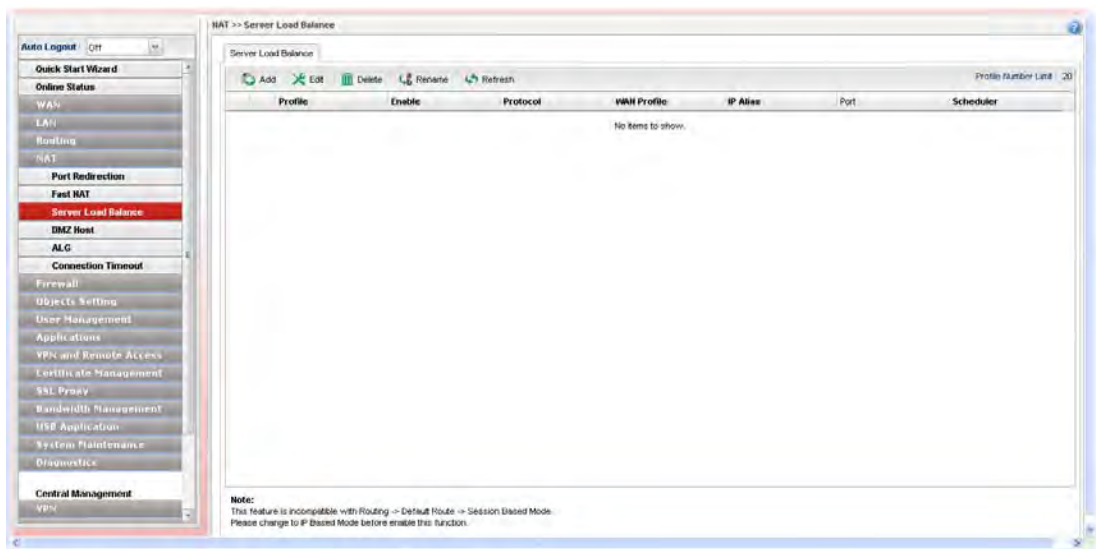 NAT >> Server Load Balance
Auto Logout : Off
Quick Start Wizard
Online Status
WAN
LAN
Routing
NAT
Port Redirection
Fast NAT
Server Load Balance
DMZ Host
ALG
Connection Timeout
Firewall
Objects Setting
User Management
Applications
VPN and Remote Access
Certificate Management
SSL Proxy
Bandwidth Management
USB Application
System Maintenance
Diagnostics
Central Management
VPN
Server Load Balance
Add Edit Delete Rename Refresh Profile Number Limit : 20
Profile Enable Protocol WAN Profile IP Alias Port Scheduler
No items to show.
Note:
This feature is incompatible with Routing -> Default Route -> Session Based Mode.
Please change to IP Based Mode before enable this function.